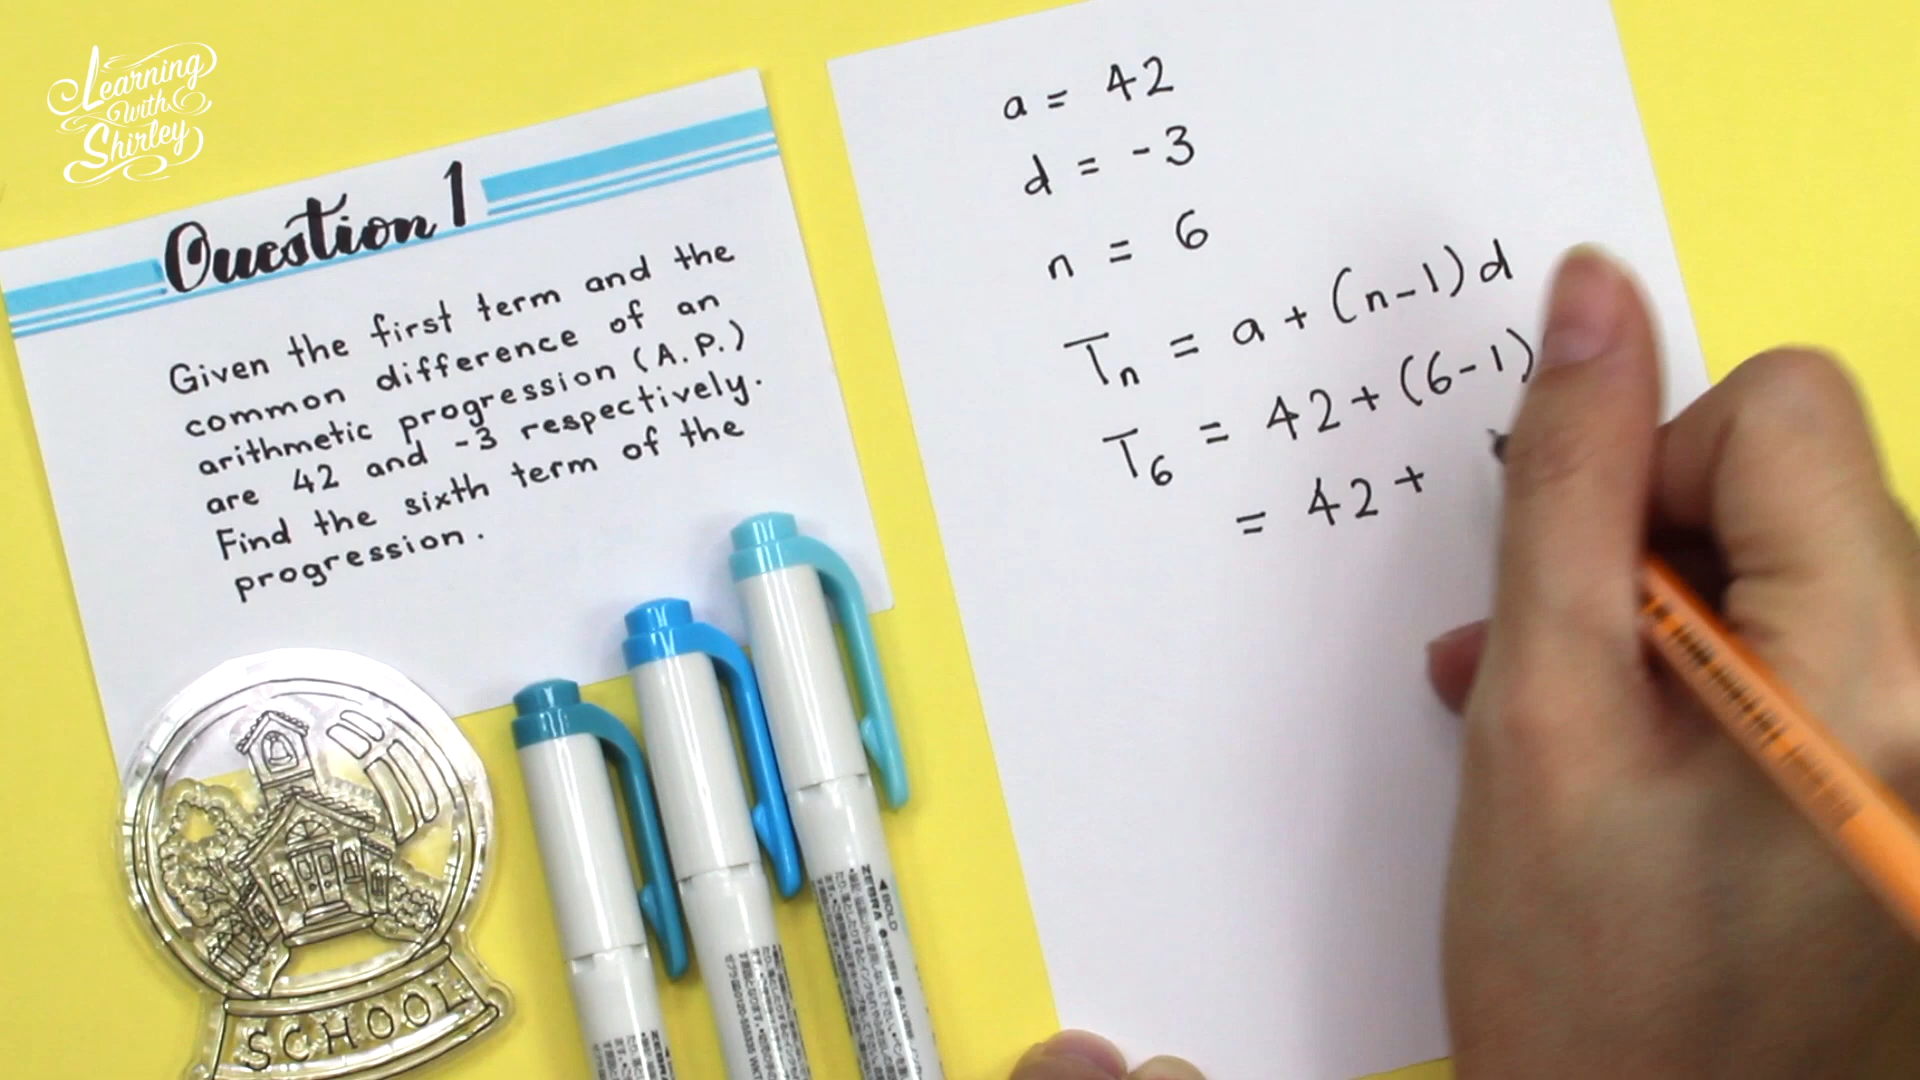 Learning
With
Shirley
Question 1
Given the first term and the
common difference of an
arithmetic progression (A.P.)
are 42 and -3 respectively.
Find the sixth term of the
progression.
a = 42
d = -3
n = 6
Tn = a + (n-1)d
T6 = 42 + (6-1)
= 42 +
SCHOOL
BOLD
ZEBRA